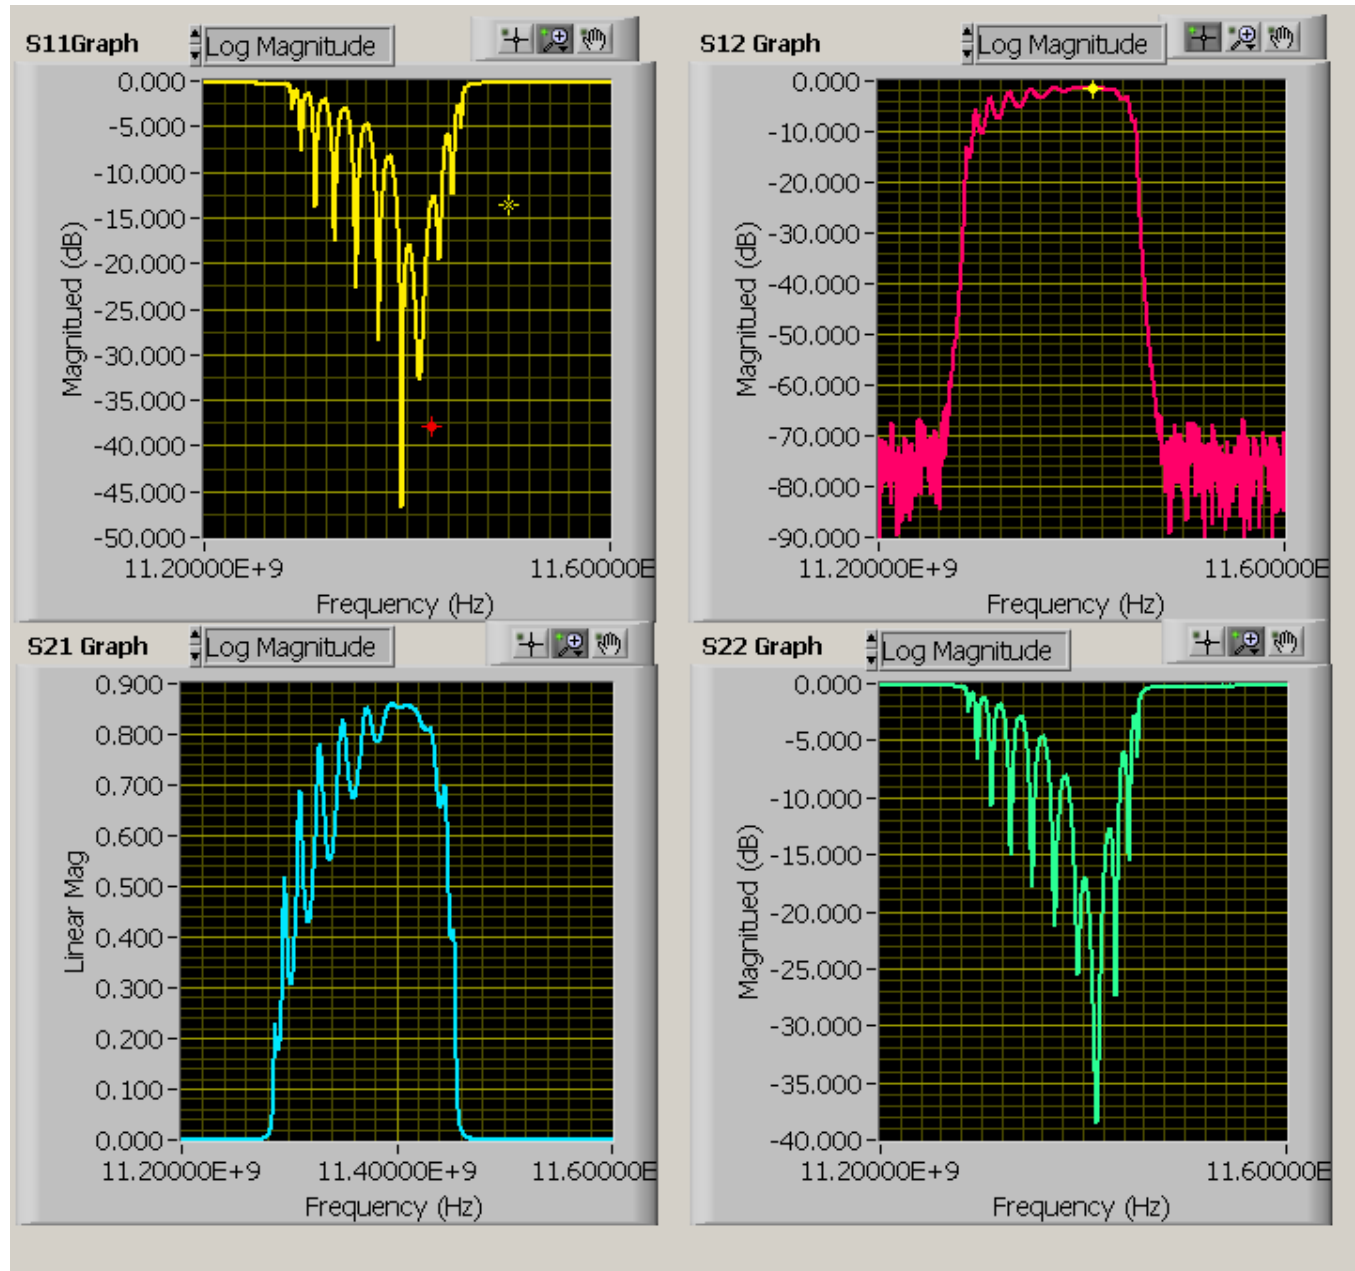 S11Graph Log Magnitude
0.000
-5.000
-10.000
-15.000
-20.000
-25.000
-30.000
-35.000
-40.000
-45.000
-50.000
Magnitued (dB)
11.20000E+9 11.60000E
Frequency (Hz)
S12 Graph Log Magnitude
0.000
-10.000
-20.000
-30.000
-40.000
-50.000
-60.000
-70.000
-80.000
-90.000
Magnitued (dB)
11.20000E+9 11.60000E
Frequency (Hz)
S21 Graph Log Magnitude
0.900
0.800
0.700
0.600
0.500
0.400
0.300
0.200
0.100
0.000
Linear Mag
11.20000E+9 11.40000E+9 11.60000E
Frequency (Hz)
S22 Graph Log Magnitude
0.000
-5.000
-10.000
-15.000
-20.000
-25.000
-30.000
-35.000
-40.000
Magnitued (dB)
11.20000E+9 11.60000E
Frequency (Hz)